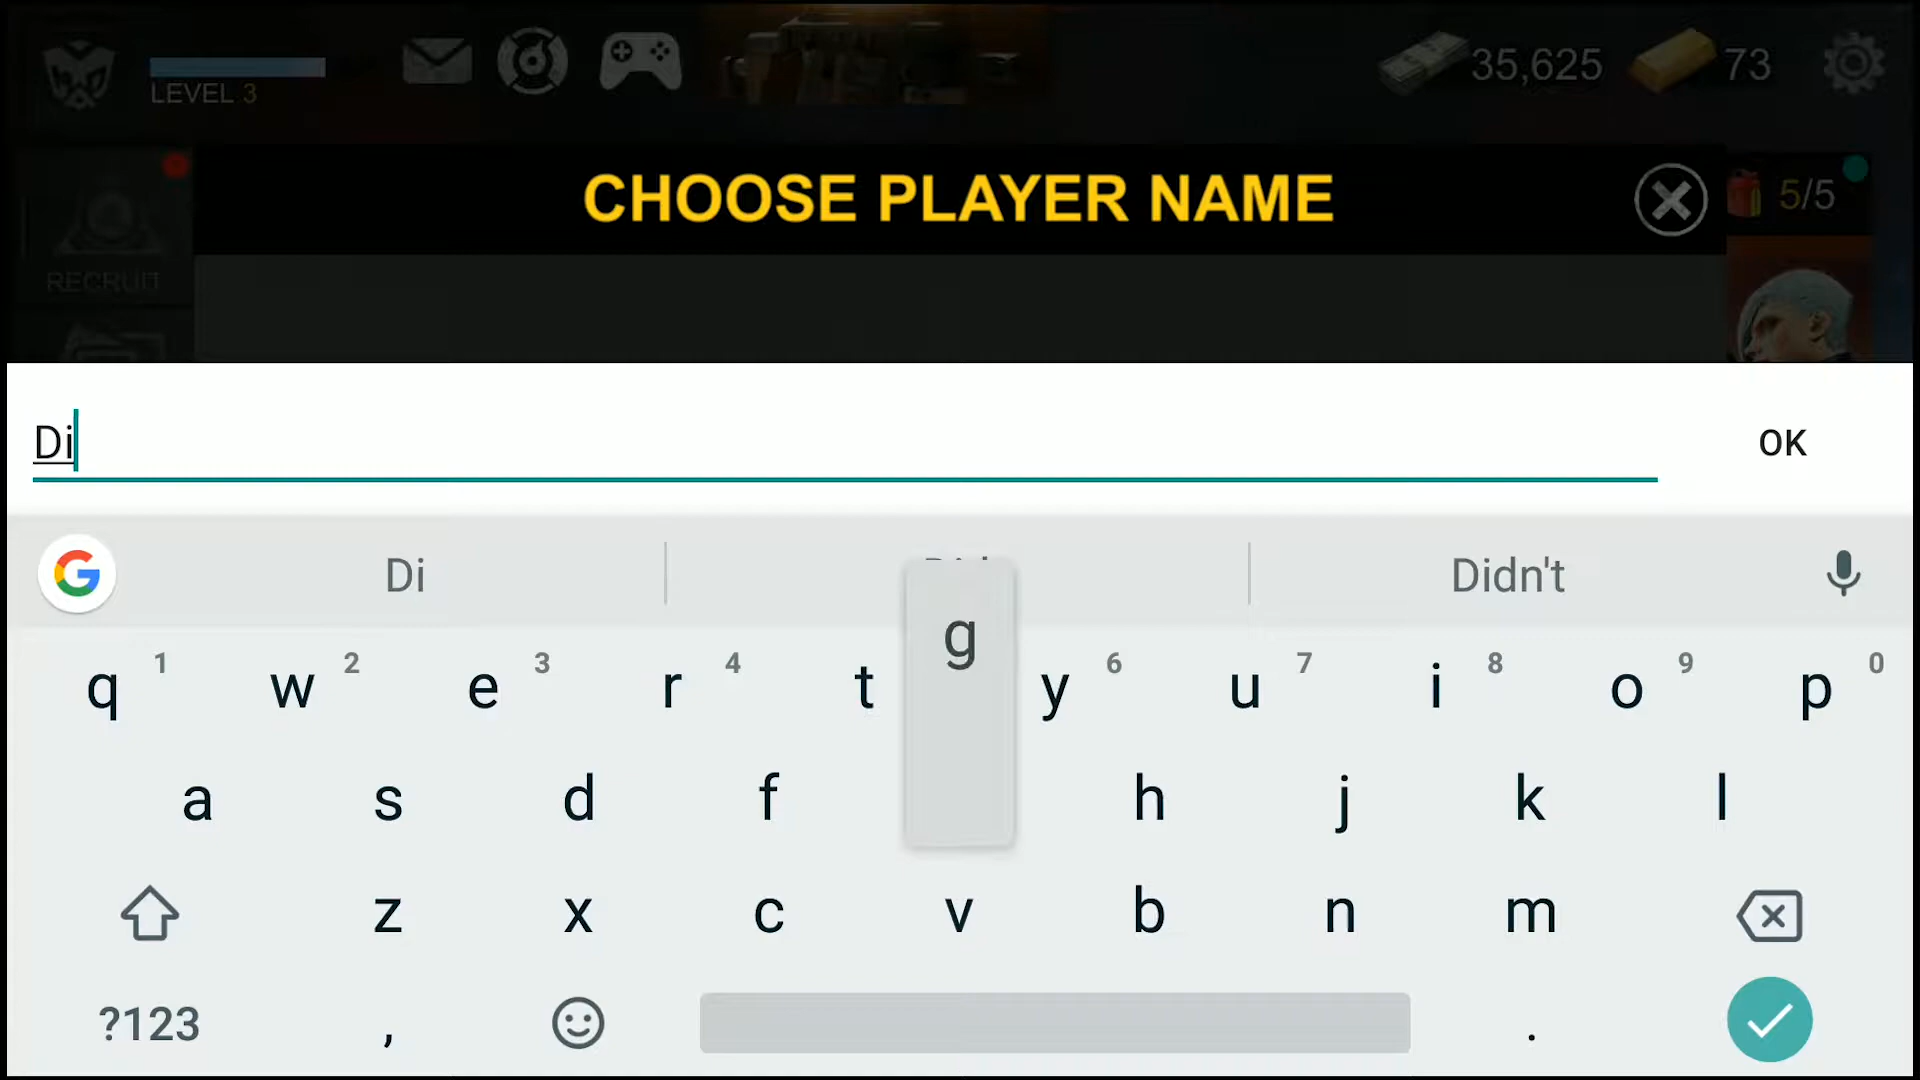 LEVEL 3
35,625
73
CHOOSE PLAYER NAME
5/5
RECRUIT
Di
OK
Di
Didn't
g
q 1 w 2 e 3 r 4 t y 6 u 7 i 8 o 9 p 0
a s d f h j k l
z x c v b n m
?123 , .